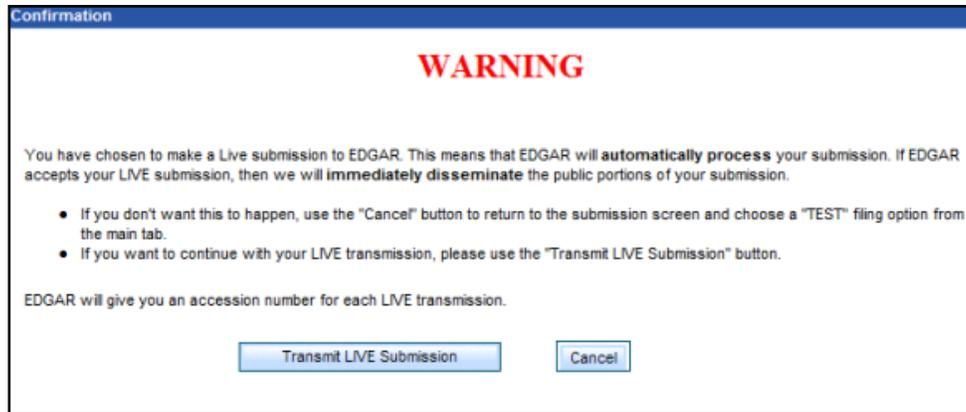 Confirmation
WARNING
You have chosen to make a Live submission to EDGAR. This means that EDGAR will automatically process your submission. If EDGAR
accepts your LIVE submission, then we will immediately disseminate the public portions of your submission.
● If you don't want this to happen, use the "Cancel" button to return to the submission screen and choose a "TEST" filing option from
the main tab.
● If you want to continue with your LIVE transmission, please use the "Transmit LIVE Submission" button.
EDGAR will give you an accession number for each LIVE transmission.
Transmit LIVE Submission Cancel